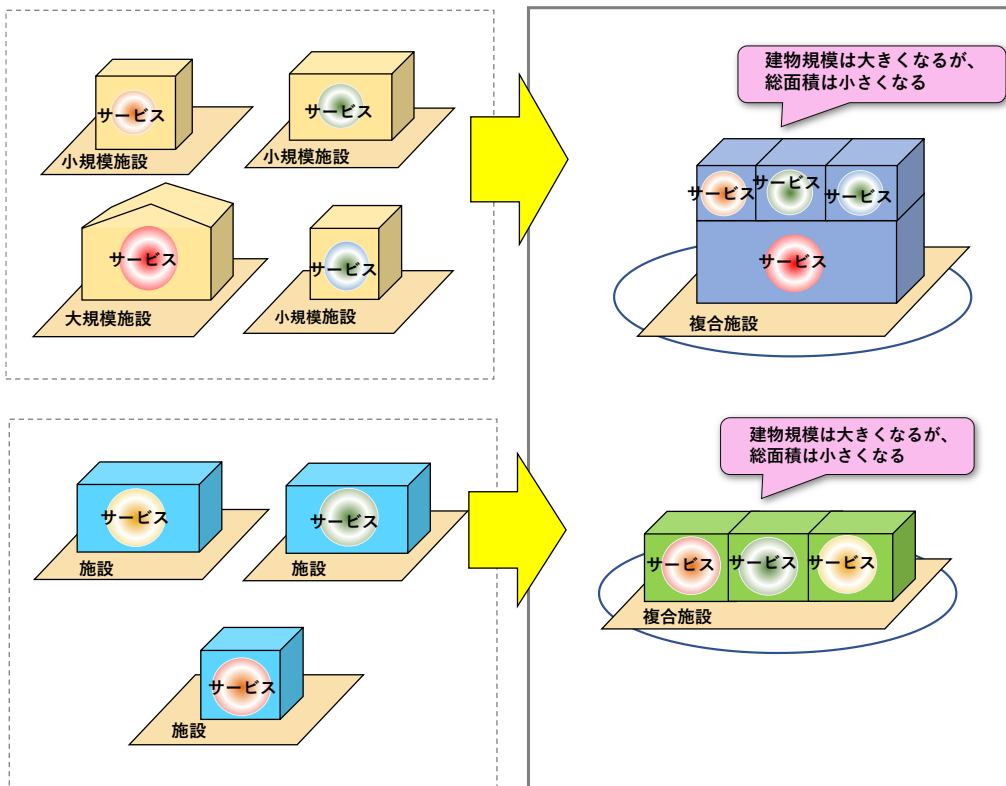 サービス
小規模施設
サービス
小規模施設
サービス
大規模施設
サービス
小規模施設
建物規模は大きくなるが、
総面積は小さくなる
サービス
サービス
サービス
サービス
複合施設
サービス
施設
サービス
施設
サービス
施設
建物規模は大きくなるが、
総面積は小さくなる
サービス
サービス
サービス
複合施設